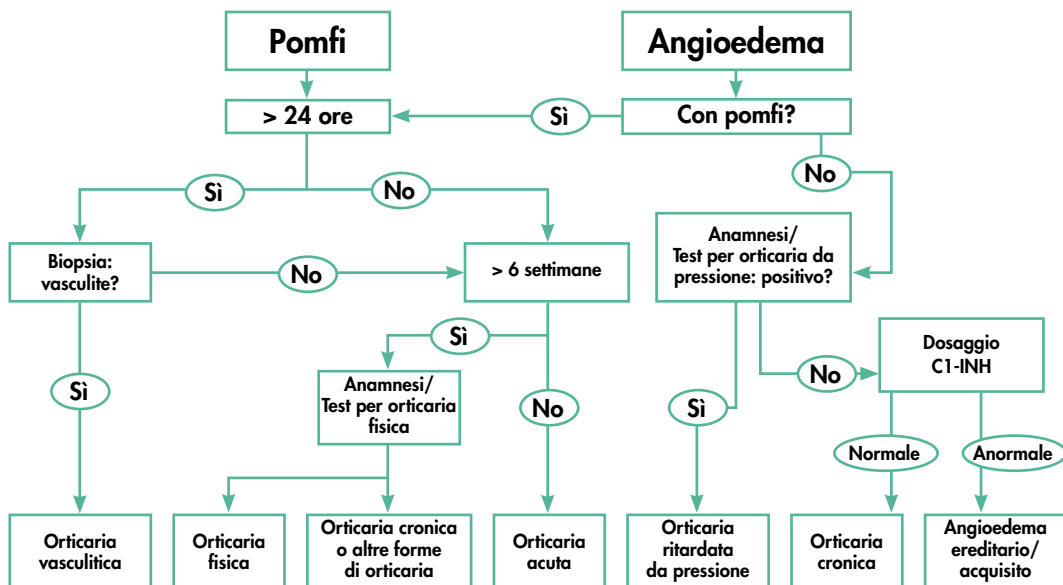 Pomfi
Angioedema
> 24 ore
Sì
Con pomfi?
Sì
No
No
Biopsia:
vasculite?
No
> 6 settimane
Anamnesi/
Test per orticaria da
pressione: positivo?
Sì
Sì
Anamnesi/
Test per orticaria
fisica
No
Sì
No
Dosaggio
C1-INH
Normale
Anormale
Orticaria
vasculitica
Orticaria
fisica
Orticaria cronica
o altre forme
di orticaria
Orticaria
acuta
Orticaria
ritardata
da pressione
Orticaria
cronica
Angioedema
ereditario/
acquisito